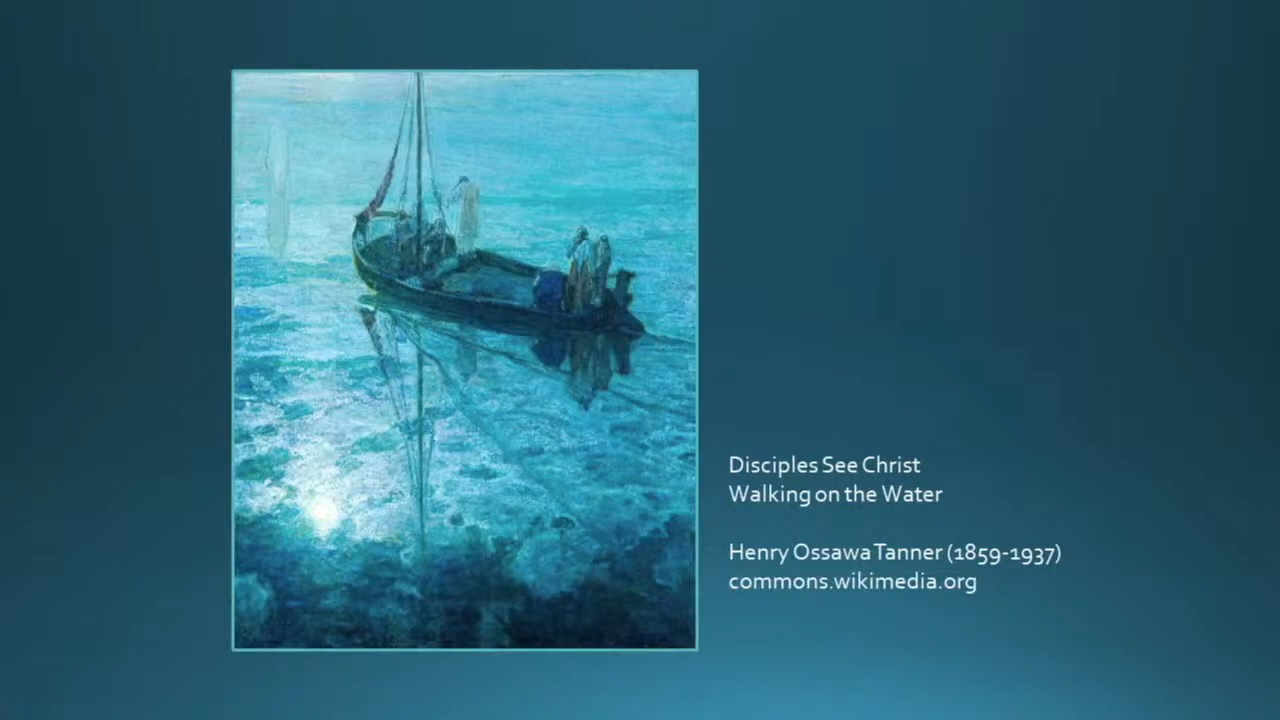 Disciples See Christ
Walking on the Water
Henry Ossawa Tanner (1859-1937)
commons.wikimedia.org